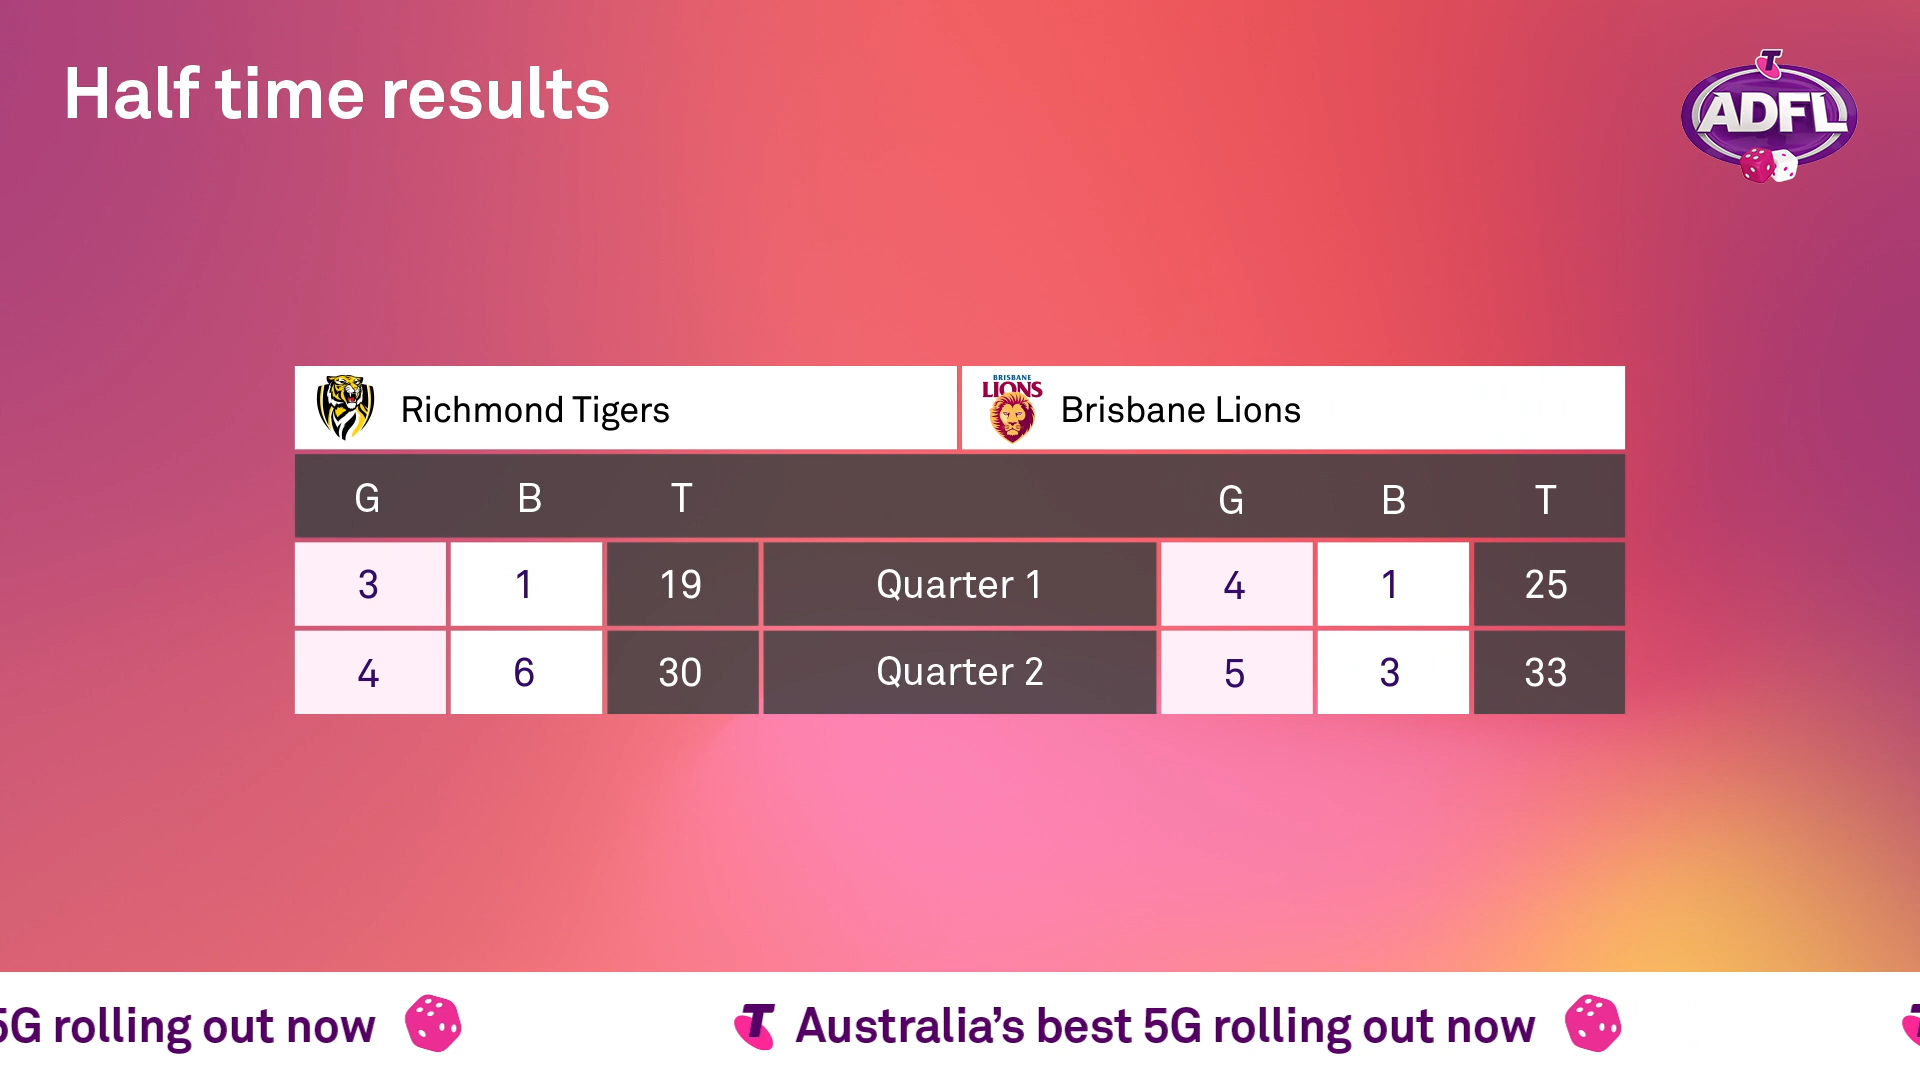 Half time results
ADFL
Richmond Tigers
BRISBANE
LIONS
Brisbane Lions
G B T G B T
3 1 19 Quarter 1 4 1 25
4 6 30 Quarter 2 5 3 33
5G rolling out now T Australia's best 5G rolling out now